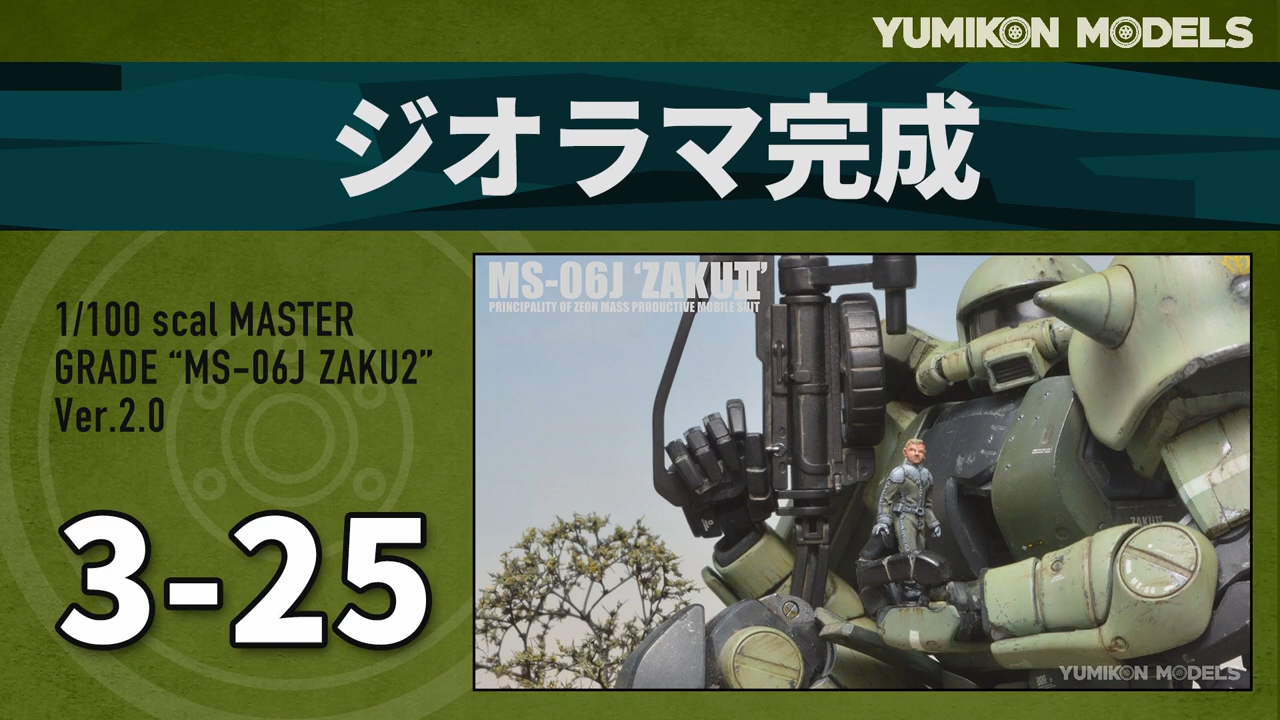 YUMIKON MODELS
ジオラマ完成
1/100 scal MASTER
GRADE “MS-06J ZAKU2”
Ver.2.0
3-25
MS-06J ‘ZAKUⅡ’
PRINCIPALITY OF ZEON MASS PRODUCTIVE MOBILE SUIT
ZAKUⅡ
YUMIKON MODELS